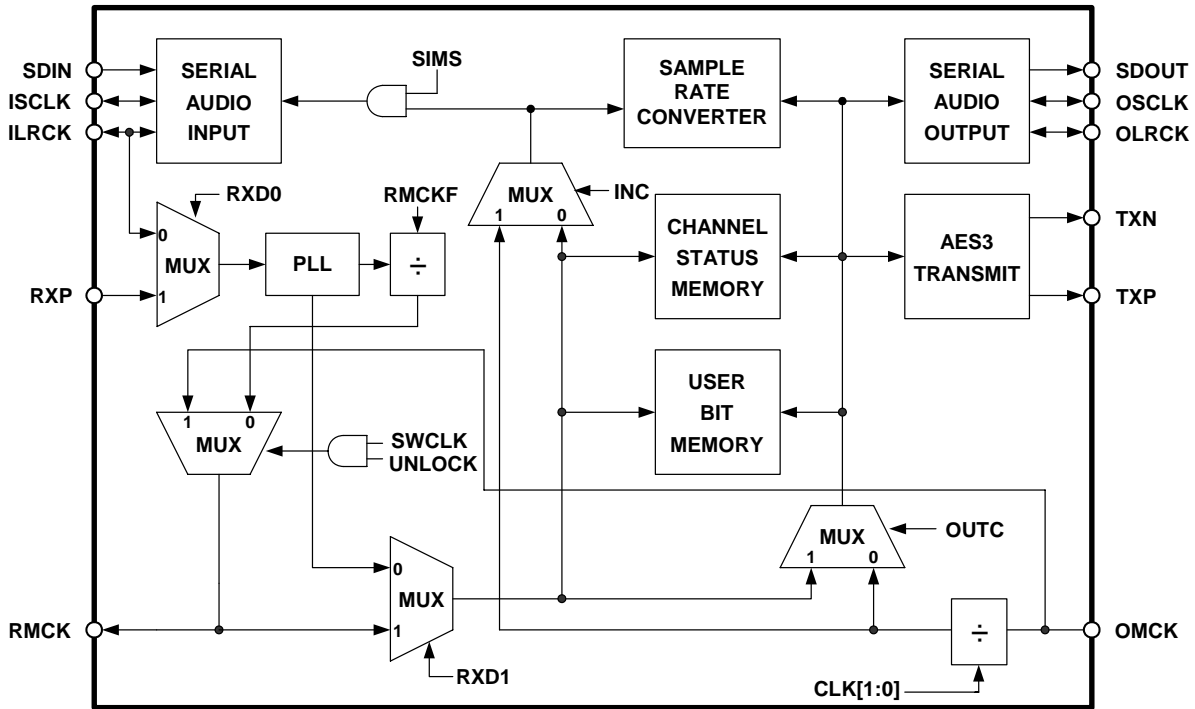 SDIN
ISCLK
ILRCK
SERIAL
AUDIO
INPUT
SIMS
SAMPLE
RATE
CONVERTER
SERIAL
AUDIO
OUTPUT
SDOUT
OSCLK
OLRCK
RXD0
0
MUX
1
RXP
PLL
RMCKF
÷
MUX
1 0
INC
CHANNEL
STATUS
MEMORY
AES3
TRANSMIT
TXN
TXP
1 0
MUX
SWCLK
UNLOCK
USER
BIT
MEMORY
MUX
1 0
OUTC
0
MUX
1
RXD1
RMCK
÷
CLK[1:0]
OMCK